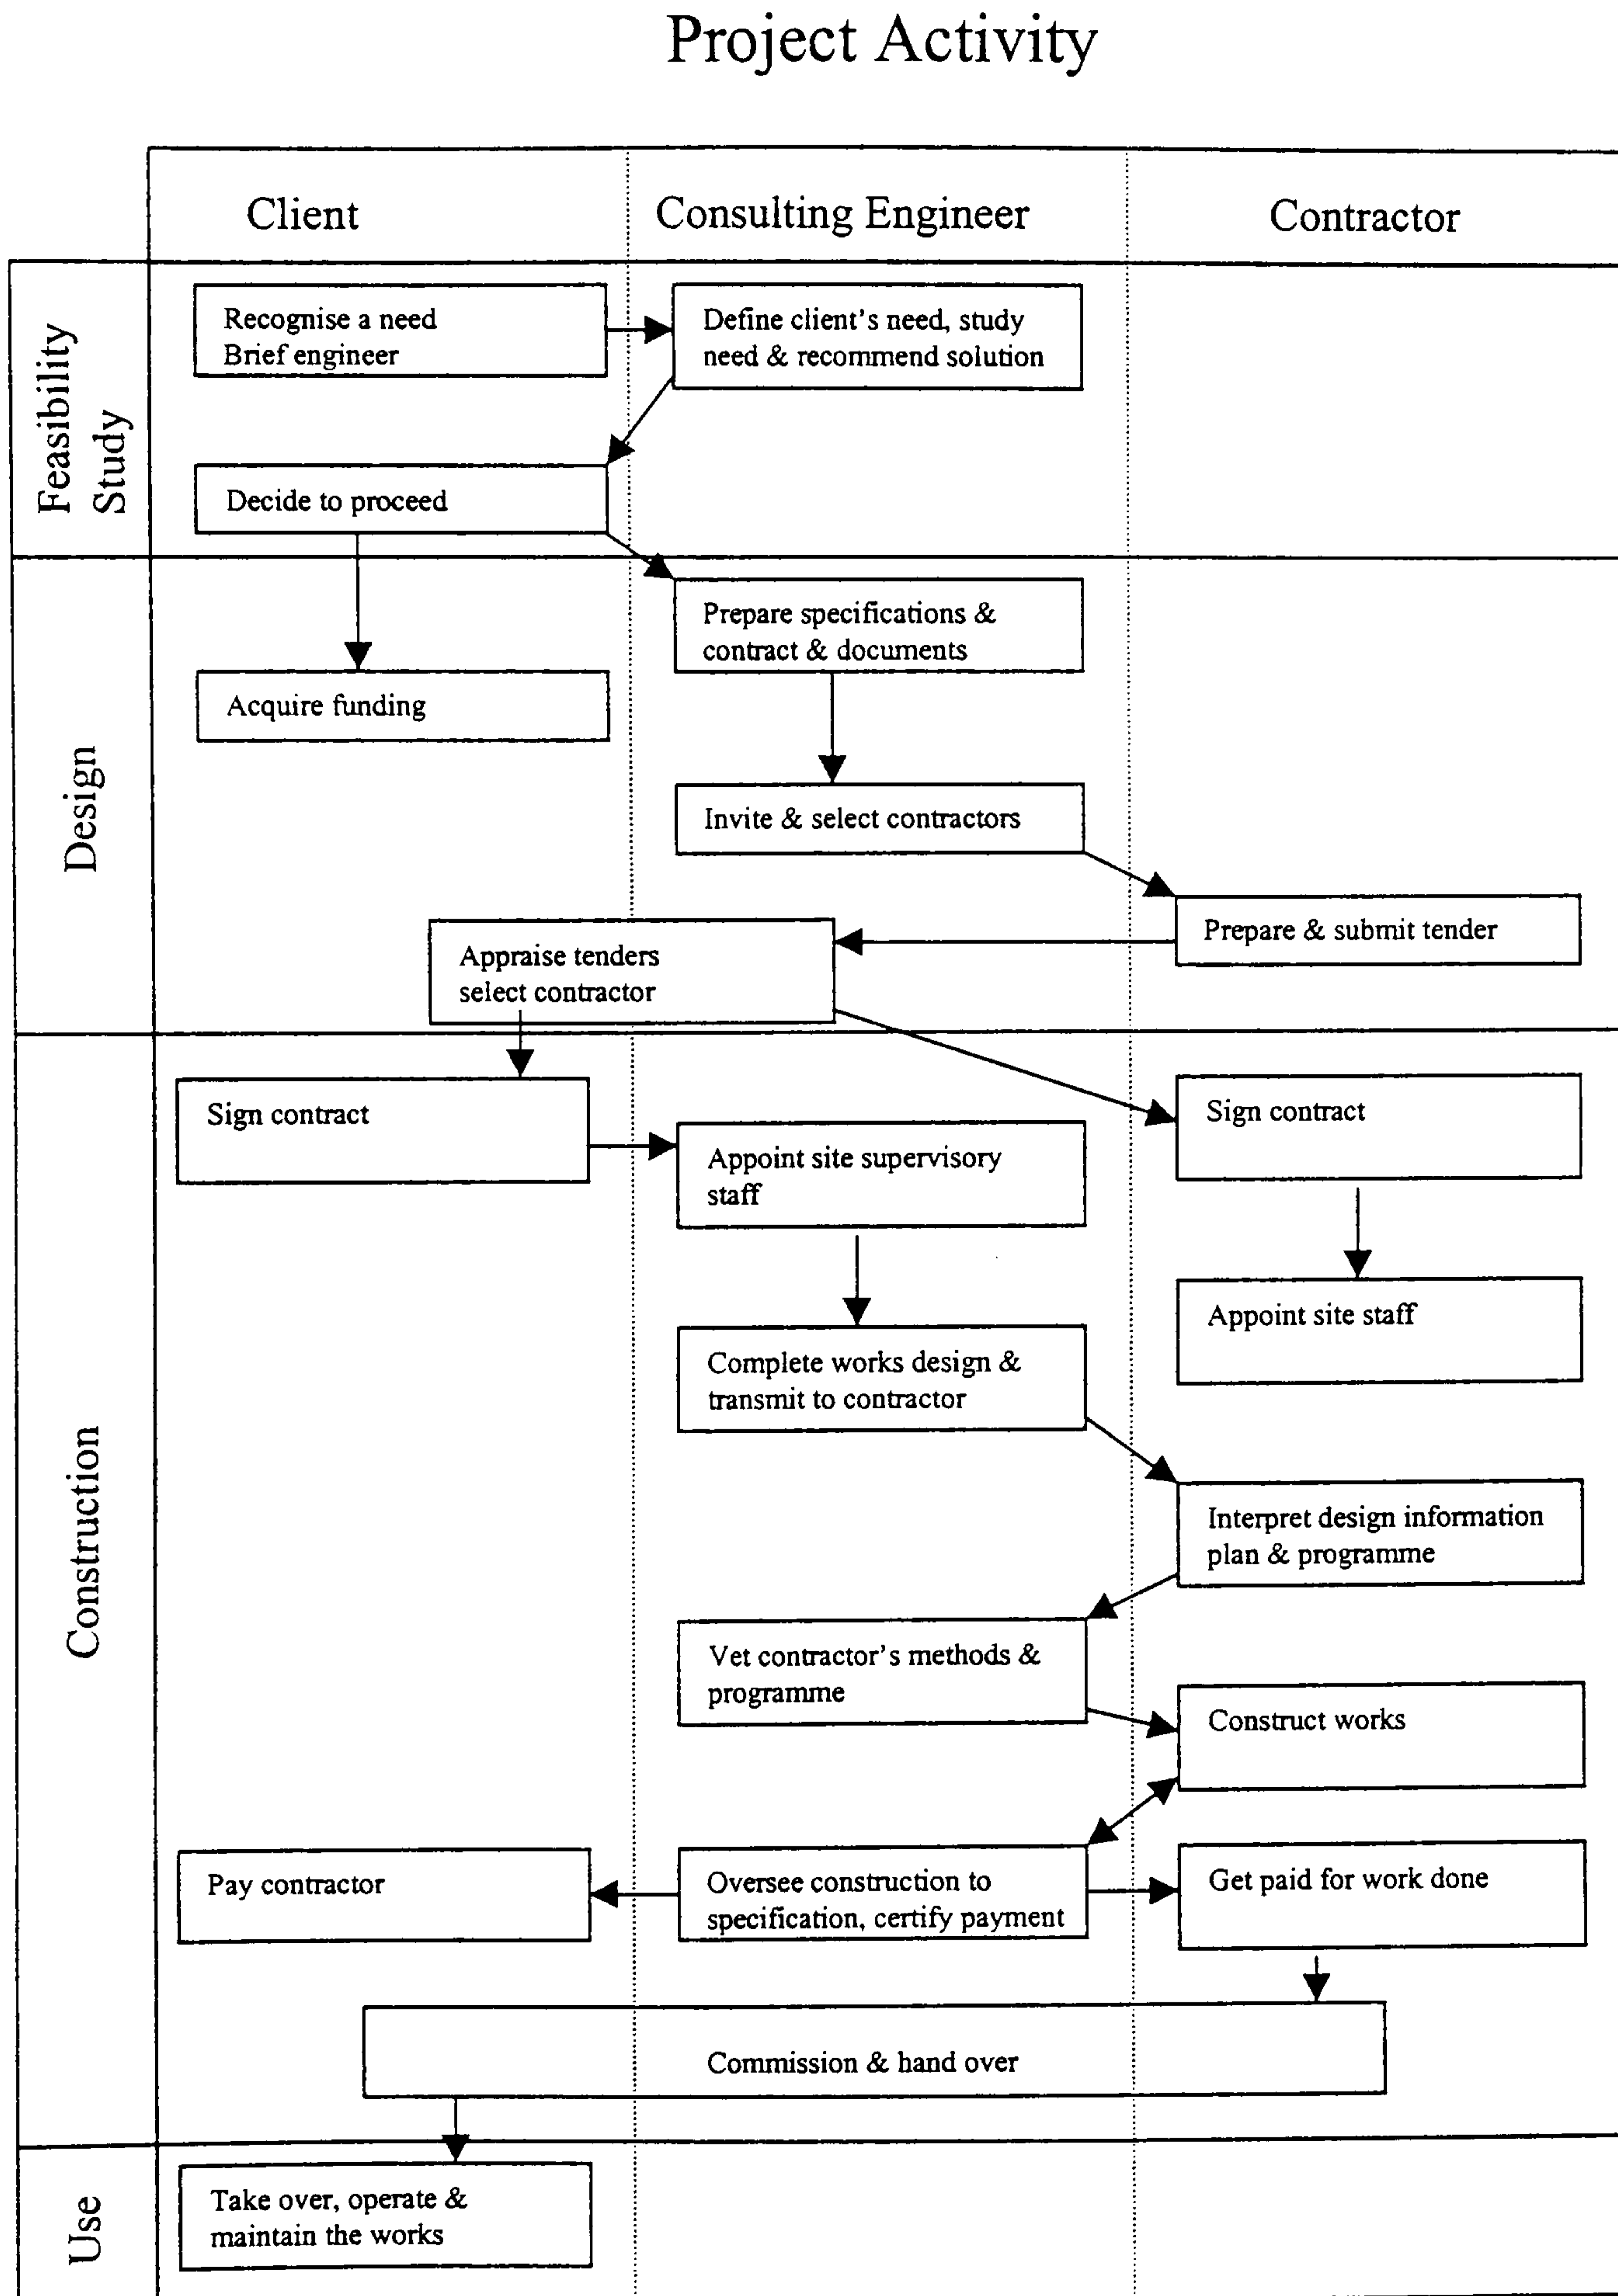 Project Activity
Client
Consulting Engineer
Contractor
Feasibility
Study
Recognise a need
Brief engineer
Define client's need, study
need & recommend solution
Decide to proceed
Design
Prepare specifications &
contract & documents
Acquire funding
Invite & select contractors
Prepare & submit tender
Appraise tenders
select contractor
Construction
Sign contract
Sign contract
Appoint site supervisory
staff
Appoint site staff
Complete works design &
transmit to contractor
Interpret design information
plan & programme
Vet contractor's methods &
programme
Construct works
Pay contractor
Oversee construction to
specification, certify payment
Get paid for work done
Commission & hand over
Use
Take over, operate &
maintain the works